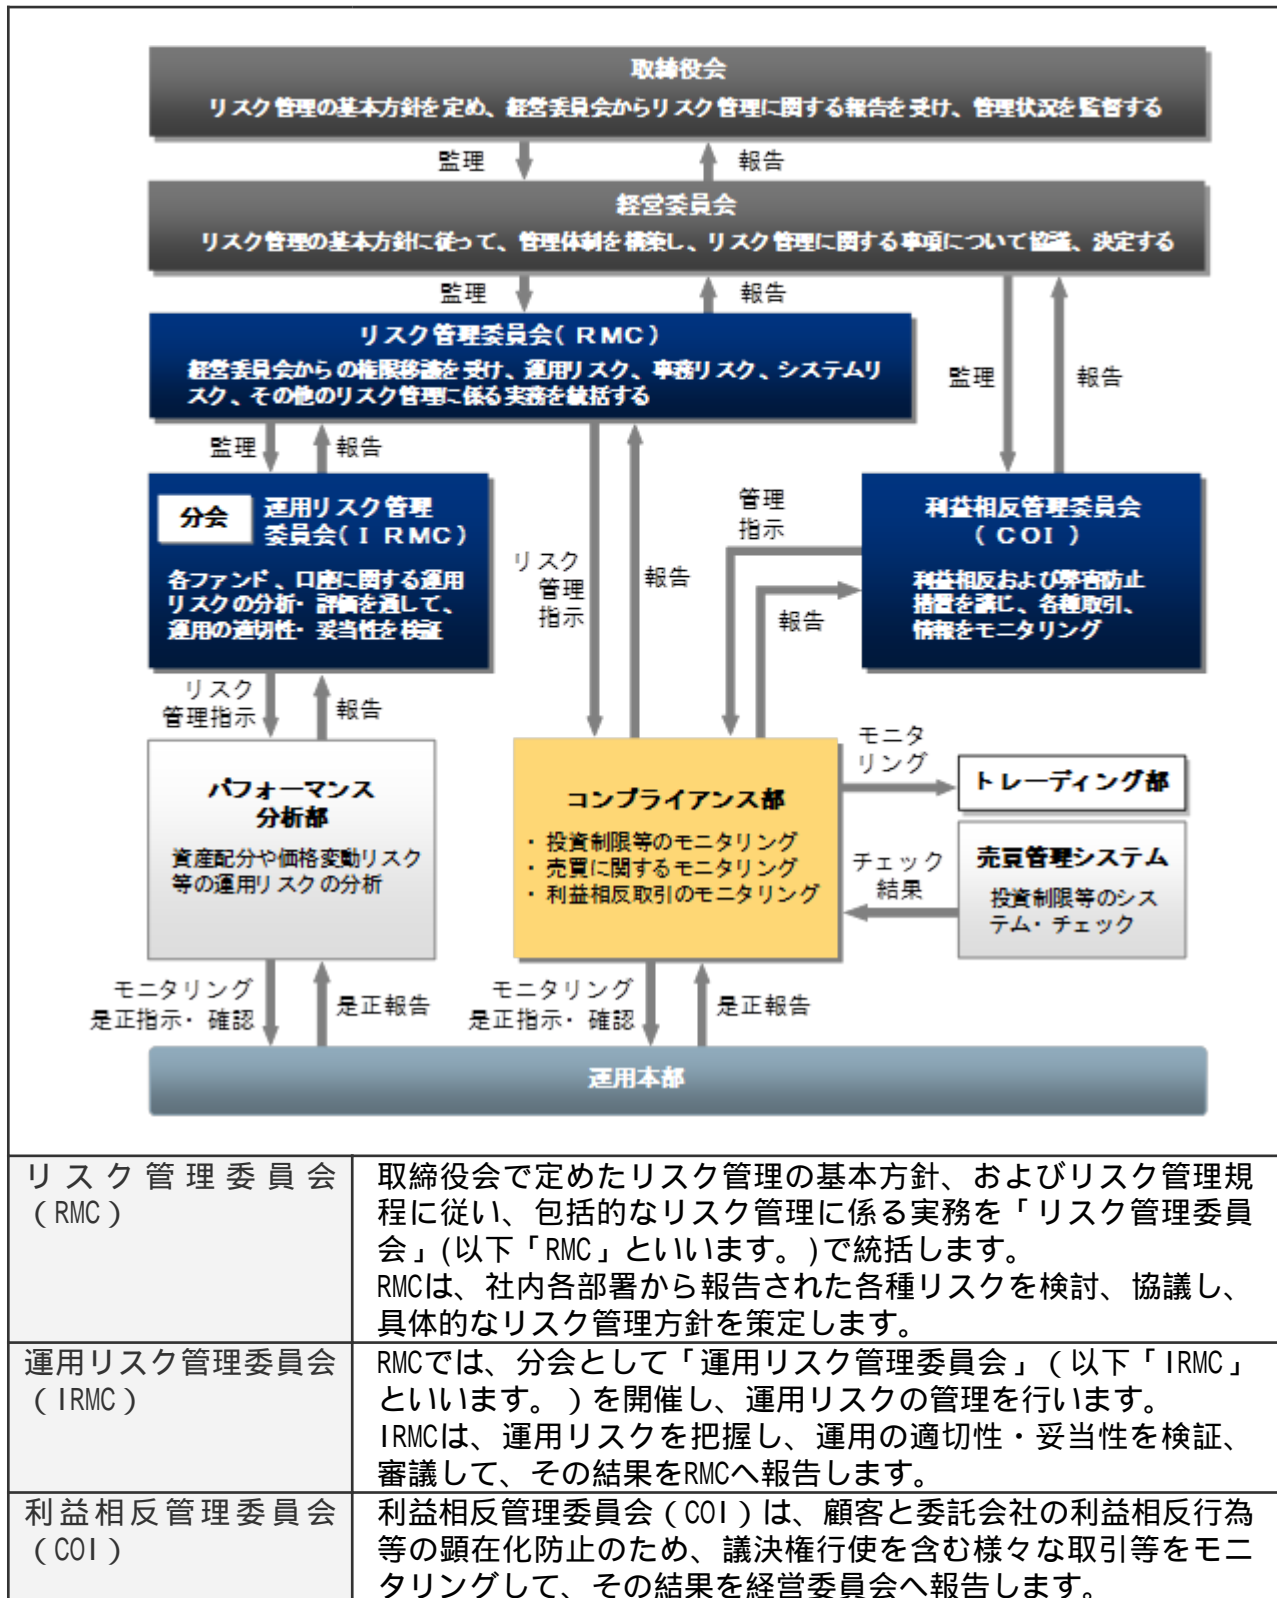 取締役会
リスク管理の基本方針を定め、経営委員会からリスク管理に関する報告を受け、管理状況を監督する
監理
報告
経営委員会
リスク管理の基本方針に従って、管理体制を構築し、リスク管理に関する事項について協議、決定する
監理
報告
リスク管理委員会(RMC)
経営委員会からの権限移譲を受け、運用リスク、事務リスク、システムリ
スク、その他のリスク管理に係る実務を統括する
監理
報告
監理
報告
分会
運用リスク管理
委員会(IRMC)
各ファンド、口座に関する運用
リスクの分析・評価を通して、
運用の適切性・妥当性を検証
リスク
管理
指示
報告
管理
指示
報告
利益相反管理委員会
(COI)
利益相反および弊害防止
措置を講じ、各種取引、
情報をモニタリング
リスク
管理指示
報告
パフォーマンス
分析部
資産配分や価格変動リスク
等の運用リスクの分析
コンプライアンス部
・投資制限等のモニタリング
・売買に関するモニタリング
・利益相反取引のモニタリング
モニタ
リング
トレーディング部
チェック
結果
売買管理システム
投資制限等のシス
テム・チェック
モニタリング
是正指示・確認
是正報告
モニタリング
是正指示・確認
是正報告
運用本部
リスク管理委員会
(RMC)
取締役会で定めたリスク管理の基本方針、およびリスク管理規
程に従い、包括的なリスク管理に係る実務を「リスク管理委員
会」(以下「RMC」といいます。)で統括します。
RMCは、社内各部署から報告された各種リスクを検討、協議し、
具体的なリスク管理方針を策定します。
運用リスク管理委員会
(IRMC)
RMCでは、分会として「運用リスク管理委員会」(以下「IRMC」
といいます。)を開催し、運用リスクの管理を行います。
IRMCは、運用リスクを把握し、運用の適切性・妥当性を検証、
審議して、その結果をRMCへ報告します。
利益相反管理委員会
(COI)
利益相反管理委員会(COI)は、顧客と委託会社の利益相反行為
等の顕在化防止のため、議決権行使を含む様々な取引等をモニ
タリングして、その結果を経営委員会へ報告します。